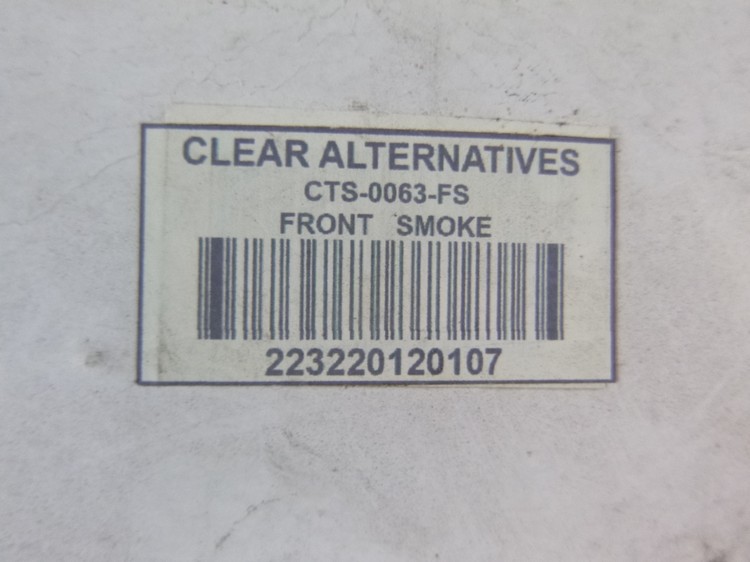 CLEAR ALTERNATIVES
CTS-0063-FS
FRONT SMOKE
223220120107